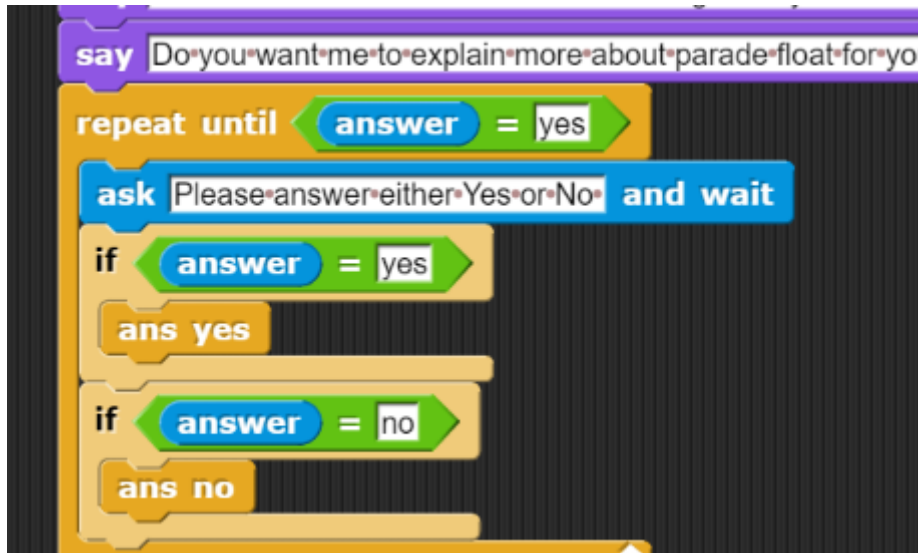 say Do you want me to explain more about parade float for yo
repeat until answer = yes
ask Please answer either Yes or No and wait
if answer = yes
ans yes
if answer = no
ans no